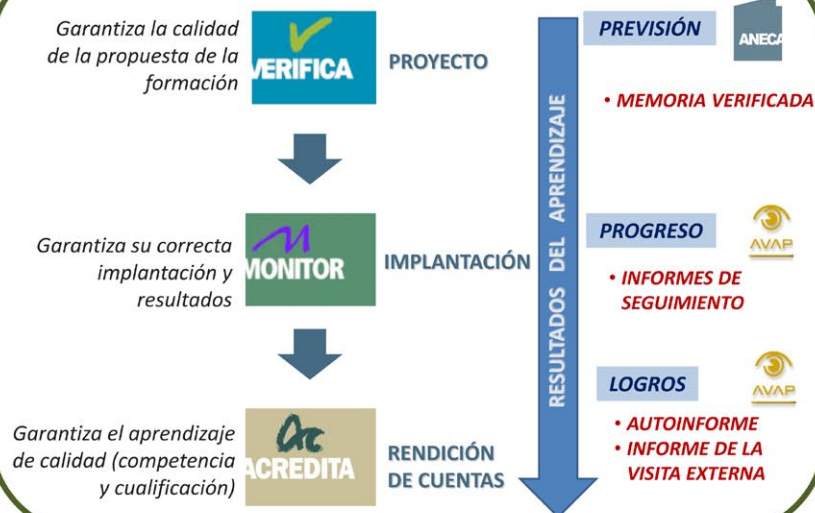 Garantiza la calidad
de la propuesta de la
formación
VERIFICA
PROYECTO
PREVISIÓN
ANECA
• MEMORIA VERIFICADA
Garantiza su correcta
implantación y
resultados
MONITOR
IMPLANTACIÓN
RESULTADOS DEL APRENDIZAJE
PROGRESO
AVAP
• INFORMES DE
SEGUIMIENTO
Garantiza el aprendizaje
de calidad (competencia
y cualificación)
ACREDITA
RENDICIÓN
DE CUENTAS
LOGROS
AVAP
• AUTOINFORME
• INFORME DE LA
VISITA EXTERNA